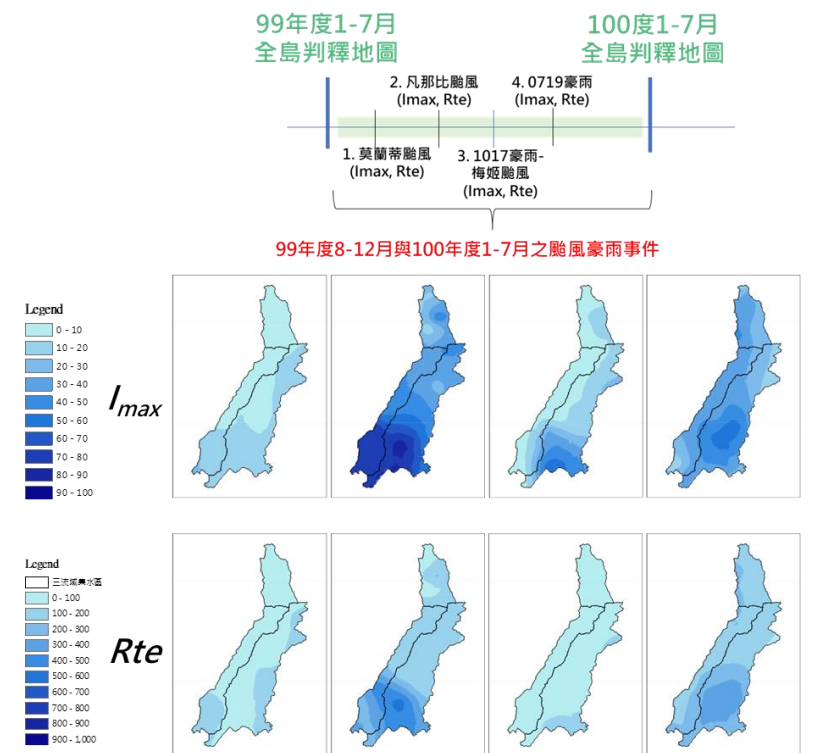 99年度1-7月
全島判釋地圖
100度1-7月
全島判釋地圖
2. 凡那比颱風
(Imax, Rte)
4. 0719豪雨
(Imax, Rte)
1. 莫蘭蒂颱風
(Imax, Rte)
3. 1017豪雨-
梅姬颱風
(Imax, Rte)
99年度8-12月與100年度1-7月之颱風豪雨事件
Legend
0 - 10
10 - 20
20 - 30
30 - 40
40 - 50
50 - 60
60 - 70
70 - 80
80 - 90
90 - 100
Imax
Legend
三流域集水區
0 - 100
100 - 200
200 - 300
300 - 400
400 - 500
500 - 600
600 - 700
700 - 800
800 - 900
900 - 1,000
Rte